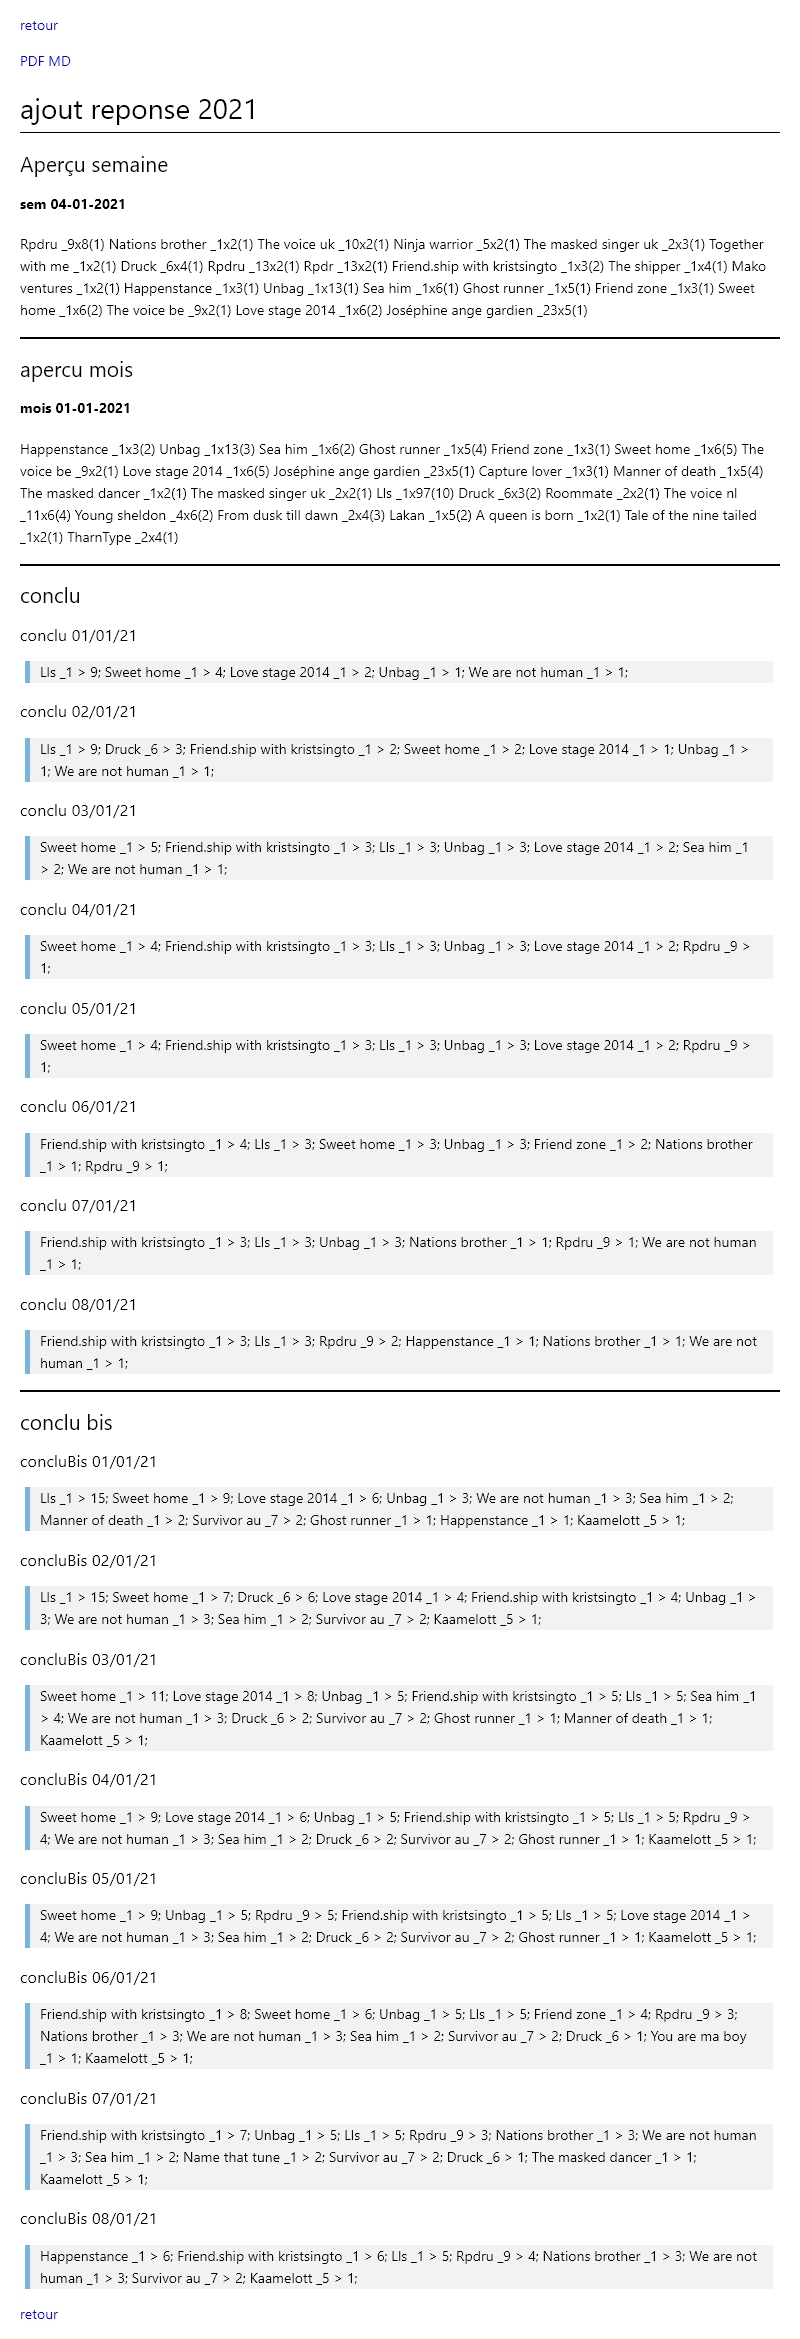 retour
PDF MD
ajout reponse 2021
Aperçu semaine
sem 04-01-2021
Rpdru _9x8(1) Nations brother _1x2(1) The voice uk _10x2(1) Ninja warrior _5x2(1) The masked singer uk _2x3(1) Together
with me _1x2(1) Druck _6x4(1) Rpdru _13x2(1) Rpdr _13x2(1) Friend.ship with kristsingto _1x3(2) The shipper _1x4(1) Mako
ventures _1x2(1) Happenstance _1x3(1) Unbag _1x13(1) Sea him _1x6(1) Ghost runner _1x5(1) Friend zone _1x3(1) Sweet
home _1x6(2) The voice be _9x2(1) Love stage 2014 _1x6(2) Joséphine ange gardien _23x5(1)
apercu mois
mois 01-01-2021
Happenstance _1x3(2) Unbag _1x13(3) Sea him _1x6(2) Ghost runner _1x5(4) Friend zone _1x3(1) Sweet home _1x6(5) The
voice be _9x2(1) Love stage 2014 _1x6(5) Joséphine ange gardien _23x5(1) Capture lover _1x3(1) Manner of death _1x5(4)
The masked dancer _1x2(1) The masked singer uk _2x2(1) Lls _1x97(10) Druck _6x3(2) Roommate _2x2(1) The voice nl
_11x6(4) Young sheldon _4x6(2) From dusk till dawn _2x4(3) Lakan _1x5(2) A queen is born _1x2(1) Tale of the nine tailed
_1x2(1) TharnType _2x4(1)
conclu
conclu 01/01/21
Lls _1 > 9; Sweet home _1 > 4; Love stage 2014 _1 > 2; Unbag _1 > 1; We are not human _1 > 1;
conclu 02/01/21
Lls _1 > 9; Druck _6 > 3; Friend.ship with kristsingto _1 > 2; Sweet home _1 > 2; Love stage 2014 _1 > 1; Unbag _1 >
1; We are not human _1 > 1;
conclu 03/01/21
Sweet home _1 > 5; Friend.ship with kristsingto _1 > 3; Lls _1 > 3; Unbag _1 > 3; Love stage 2014 _1 > 2; Sea him _1
> 2; We are not human _1 > 1;
conclu 04/01/21
Sweet home _1 > 4; Friend.ship with kristsingto _1 > 3; Lls _1 > 3; Unbag _1 > 3; Love stage 2014 _1 > 2; Rpdru _9 >
1;
conclu 05/01/21
Sweet home _1 > 4; Friend.ship with kristsingto _1 > 3; Lls _1 > 3; Unbag _1 > 3; Love stage 2014 _1 > 2; Rpdru _9 >
1;
conclu 06/01/21
Friend.ship with kristsingto _1 > 4; Lls _1 > 3; Sweet home _1 > 3; Unbag _1 > 3; Friend zone _1 > 2; Nations brother
_1 > 1; Rpdru _9 > 1;
conclu 07/01/21
Friend.ship with kristsingto _1 > 3; Lls _1 > 3; Unbag _1 > 3; Nations brother _1 > 1; Rpdru _9 > 1; We are not human
_1 > 1;
conclu 08/01/21
Friend.ship with kristsingto _1 > 3; Lls _1 > 3; Rpdru _9 > 2; Happenstance _1 > 1; Nations brother _1 > 1; We are not
human _1 > 1;
conclu bis
concluBis 01/01/21
Lls _1 > 15; Sweet home _1 > 9; Love stage 2014 _1 > 6; Unbag _1 > 3; We are not human _1 > 3; Sea him _1 > 2;
Manner of death _1 > 2; Survivor au _7 > 2; Ghost runner _1 > 1; Happenstance _1 > 1; Kaamelott _5 > 1;
concluBis 02/01/21
Lls _1 > 15; Sweet home _1 > 7; Druck _6 > 6; Love stage 2014 _1 > 4; Friend.ship with kristsingto _1 > 4; Unbag _1 >
3; We are not human _1 > 3; Sea him _1 > 2; Survivor au _7 > 2; Kaamelott _5 > 1;
concluBis 03/01/21
Sweet home _1 > 11; Love stage 2014 _1 > 8; Unbag _1 > 5; Friend.ship with kristsingto _1 > 5; Lls _1 > 5; Sea him _1
> 4; We are not human _1 > 3; Druck _6 > 2; Survivor au _7 > 2; Ghost runner _1 > 1; Manner of death _1 > 1;
Kaamelott _5 > 1;
concluBis 04/01/21
Sweet home _1 > 9; Love stage 2014 _1 > 6; Unbag _1 > 5; Friend.ship with kristsingto _1 > 5; Lls _1 > 5; Rpdru _9 >
4; We are not human _1 > 3; Sea him _1 > 2; Druck _6 > 2; Survivor au _7 > 2; Ghost runner _1 > 1; Kaamelott _5 > 1;
concluBis 05/01/21
Sweet home _1 > 9; Unbag _1 > 5; Rpdru _9 > 5; Friend.ship with kristsingto _1 > 5; Lls _1 > 5; Love stage 2014 _1 >
4; We are not human _1 > 3; Sea him _1 > 2; Druck _6 > 2; Survivor au _7 > 2; Ghost runner _1 > 1; Kaamelott _5 > 1;
concluBis 06/01/21
Friend.ship with kristsingto _1 > 8; Sweet home _1 > 6; Unbag _1 > 5; Lls _1 > 5; Friend zone _1 > 4; Rpdru _9 > 3;
Nations brother _1 > 3; We are not human _1 > 3; Sea him _1 > 2; Survivor au _7 > 2; Druck _6 > 1; You are ma boy
_1 > 1; Kaamelott _5 > 1;
concluBis 07/01/21
Friend.ship with kristsingto _1 > 7; Unbag _1 > 5; Lls _1 > 5; Rpdru _9 > 3; Nations brother _1 > 3; We are not human
_1 > 3; Sea him _1 > 2; Name that tune _1 > 2; Survivor au _7 > 2; Druck _6 > 1; The masked dancer _1 > 1;
Kaamelott _5 > 1;
concluBis 08/01/21
Happenstance _1 > 6; Friend.ship with kristsingto _1 > 6; Lls _1 > 5; Rpdru _9 > 4; Nations brother _1 > 3; We are not
human _1 > 3; Survivor au _7 > 2; Kaamelott _5 > 1;
retour